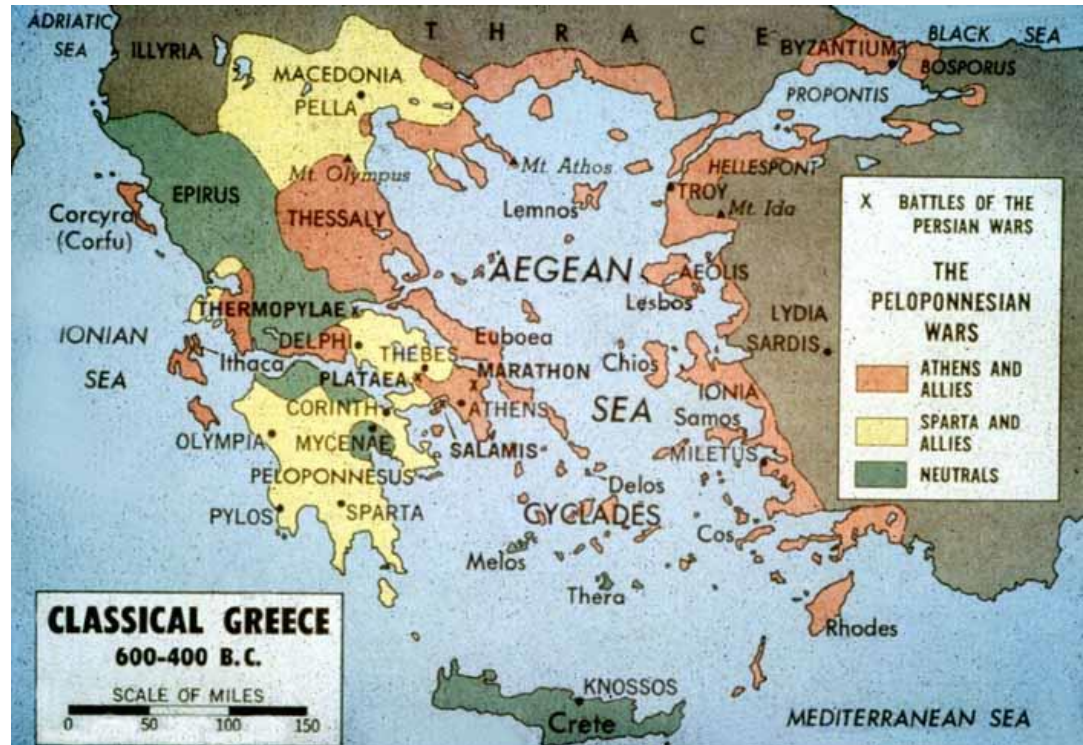 ADRIATIC
SEA
ILLYRIA
THRACE
BYZANTIUM
BLACK SEA
BOSPORUS
MACEDONIA
PELLA
PROPONTIS
Mt. Olympus
Mt. Athos
HELLESPONT
EPIRUS
TROY
Mt. Ida
Corcyra
(Corfu)
THESSALY
Lemnos
AEGEAN
AEOLIS
Lesbos
THERMOPYLAE
IONIAN
SEA
DELPHI
Euboea
LYDIA
SARDIS
Ithaca
THEBES
MARATHON
Chios
PLATAEA
IONIA
CORINTH
ATHENS
SEA
Samos
OLYMPIA
MYCENAE
SALAMIS
MILETUS
PELOPONNESUS
Delos
PYLOS
SPARTA
CYCLADES
Cos
Melos
Thera
Rhodes
KNOSSOS
Crete
MEDITERRANEAN SEA
X BATTLES OF THE
PERSIAN WARS
THE
PELOPONNESIAN
WARS
ATHENS AND
ALLIES
SPARTA AND
ALLIES
NEUTRALS
CLASSICAL GREECE
600-400 B.C.
SCALE OF MILES
0 50 100 150